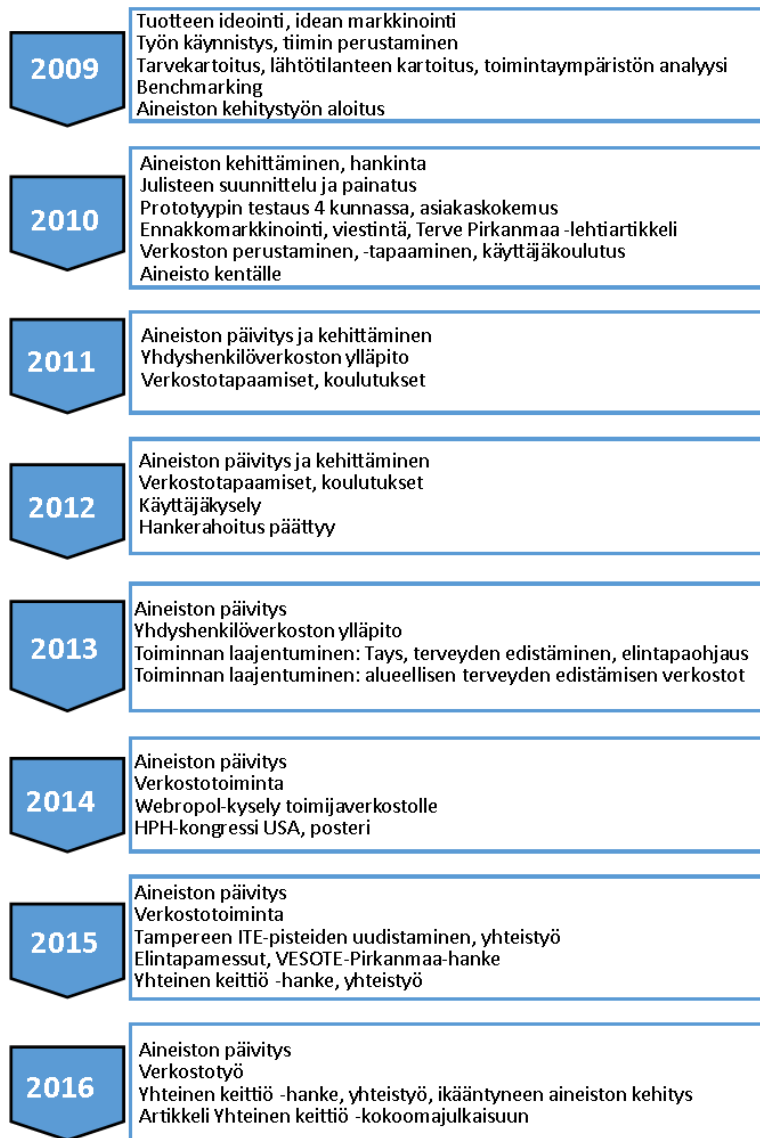 2009
Tuotteen ideointi, idean markkinointi
Työn käynnistys, tiimin perustaminen
Tarvekartoitus, lähtötilanteen kartoitus, toimintaympäristön analyysi
Benchmarking
Aineiston kehitystyön aloitus
2010
Aineiston kehittäminen, hankinta
Julisteen suunnittelu ja painatus
Prototyypin testaus 4 kunnassa, asiakaskokemus
Ennakkomarkkinointi, viestintä, Terve Pirkanmaa -lehtiartikkeli
Verkoston perustaminen, -tapaaminen, käyttäjäkoulutus
Aineisto kentälle
2011
Aineiston päivitys ja kehittäminen
Yhdyshenkilöverkoston ylläpito
Verkostotapaamiset, koulutukset
2012
Aineiston päivitys ja kehittäminen
Verkostotapaamiset, koulutukset
Käyttäjäkysely
Hankerahoitus päättyy
2013
Aineiston päivitys
Yhdyshenkilöverkoston ylläpito
Toiminnan laajentuminen: Tays, terveyden edistäminen, elintapaohjaus
Toiminnan laajentuminen: alueellisen terveyden edistämisen verkostot
2014
Aineiston päivitys
Verkostotoiminta
Webropol-kysely toimijaverkostolle
HPH-kongressi USA, posteri
2015
Aineiston päivitys
Verkostotoiminta
Tampereen ITE-pisteiden uudistaminen, yhteistyö
Elintapamessut, VESOTE-Pirkanmaa-hanke
Yhteinen keittiö -hanke, yhteistyö
2016
Aineiston päivitys
Verkostotyö
Yhteinen keittiö -hanke, yhteistyö, ikääntyneen aineiston kehitys
Artikkeli Yhteinen keittiö -kokoomajulkaisuun